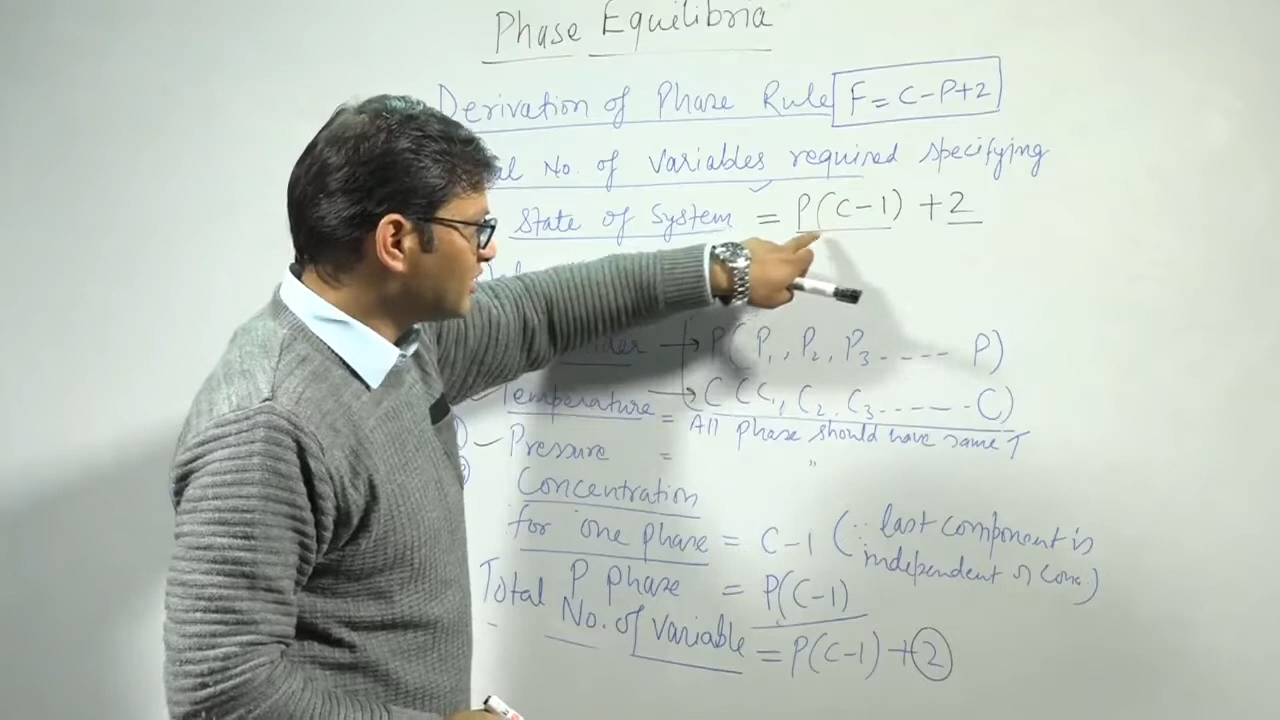 Phase Equilibria
Derivation of Phase Rule F = C-P+2
No. of variables required specifying
state of System = P(C-1) + 2
→ P(P1, P2, P3..... P)
Temperature → C(C1, C2, C3...... C)
= All phase should have same T
- Pressure = "
Concentration
for one phase = C-1 (∵ last component is
independent of conc.)
P phase = P(C-1)
Total No. of variable = P(C-1) + 2